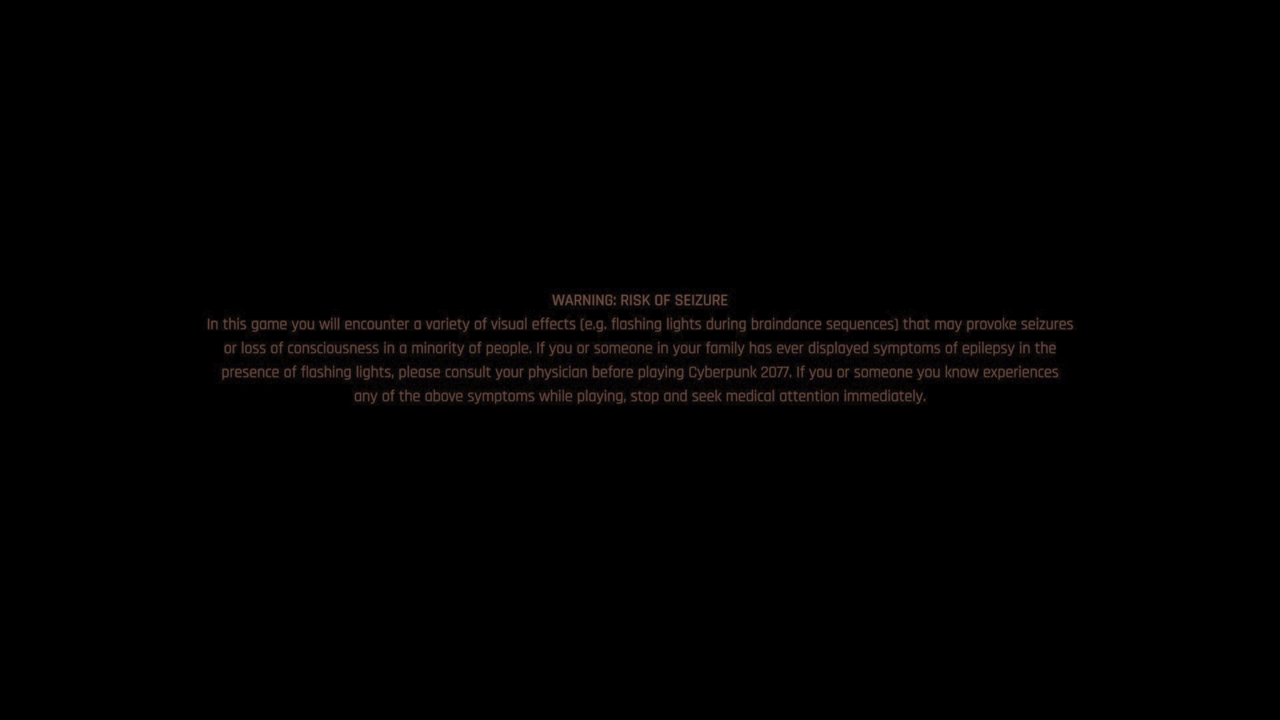 WARNING: RISK OF SEIZURE
In this game you will encounter a variety of visual effects (e.g. flashing lights during braindance sequences) that may provoke seizures
or loss of consciousness in a minority of people. If you or someone in your family has ever displayed symptoms of epilepsy in the
presence of flashing lights, please consult your physician before playing Cyberpunk 2077. If you or someone you know experiences
any of the above symptoms while playing, stop and seek medical attention immediately.